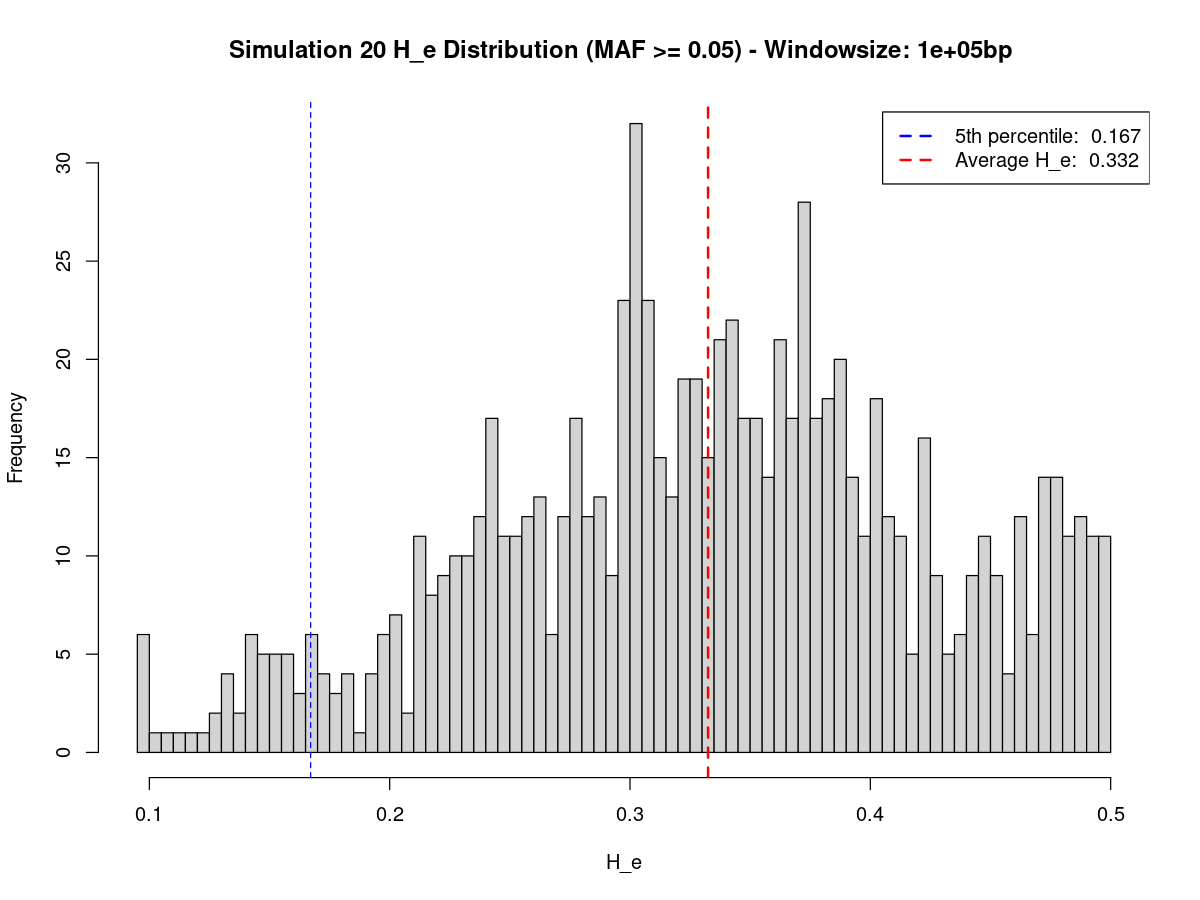 Simulation 20 H_e Distribution (MAF >= 0.05) - Windowsize: 1e+05bp
5th percentile:  0.167
Average H_e:  0.332
Frequency
30
25
20
15
10
5
0
0.1 0.2 0.3 0.4 0.5
H_e